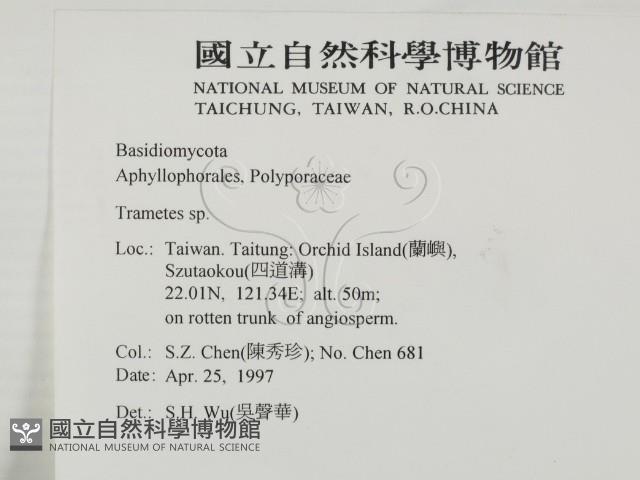 國立自然科學博物館
NATIONAL MUSEUM OF NATURAL SCIENCE
TAICHUNG, TAIWAN, R.O.CHINA
Basidiomycota
Aphyllophorales, Polyporaceae
Trametes sp.
Loc.: Taiwan. Taitung: Orchid Island(蘭嶼),
Szutaokou(四道溝)
22.01N, 121.34E; alt. 50m;
on rotten trunk of angiosperm.
Col.: S.Z. Chen(陳秀珍); No. Chen 681
Date: Apr. 25, 1997
Det.: S.H. Wu(吳聲華)
國立自然科學博物館
NATIONAL MUSEUM OF NATURAL SCIENCE